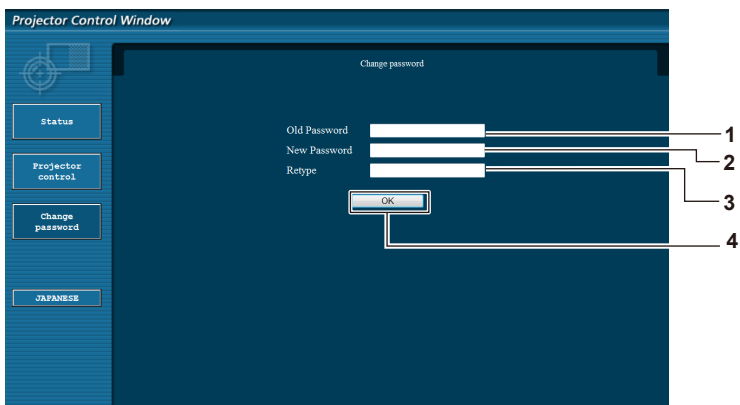 Projector Control Window
Change password
Status
Projector
control
Change
password
JAPANESE
Old Password
New Password
Retype
OK
1
2
3
4